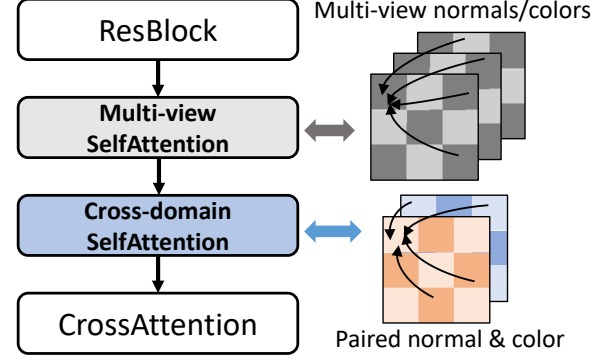 Multi-view normals/colors
ResBlock
Multi-view
SelfAttention
Cross-domain
SelfAttention
CrossAttention
Paired normal & color